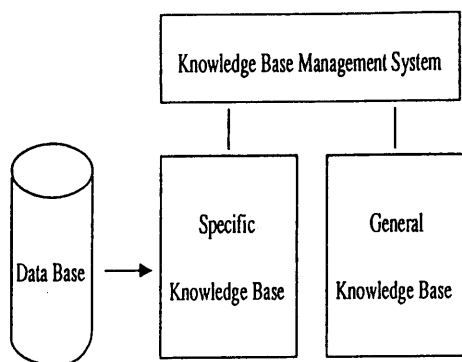 Knowledge Base Management System
Data Base
Specific
Knowledge Base
General
Knowledge Base